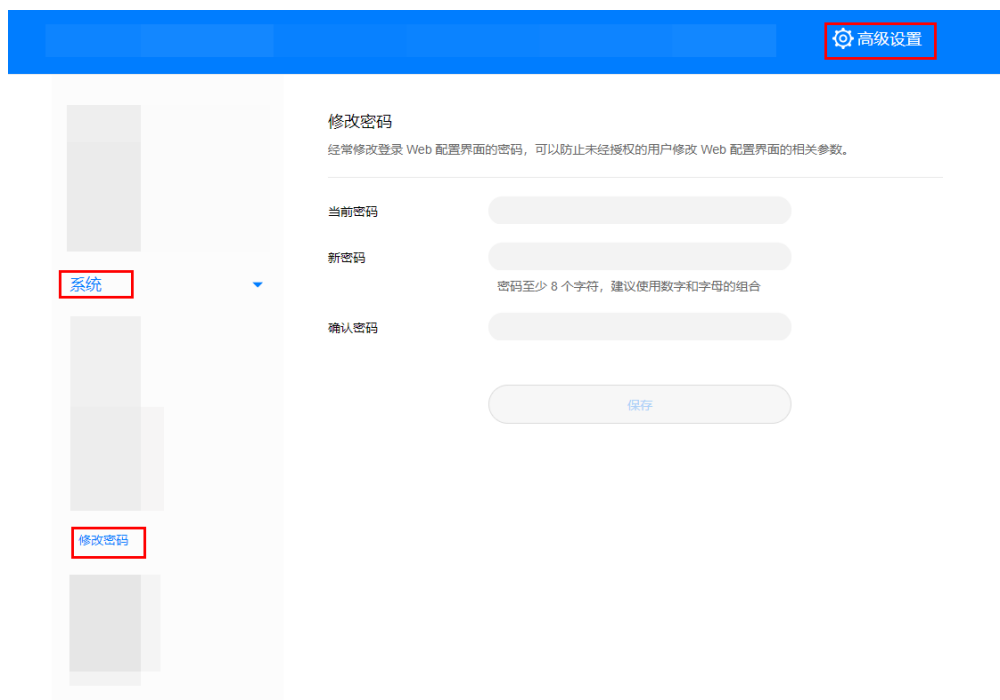 高级设置
修改密码
经常修改登录 Web 配置界面的密码，可以防止未经授权的用户修改 Web 配置界面的相关参数。
当前密码
新密码
系统
密码至少 8 个字符，建议使用数字和字母的组合
确认密码
保存
修改密码